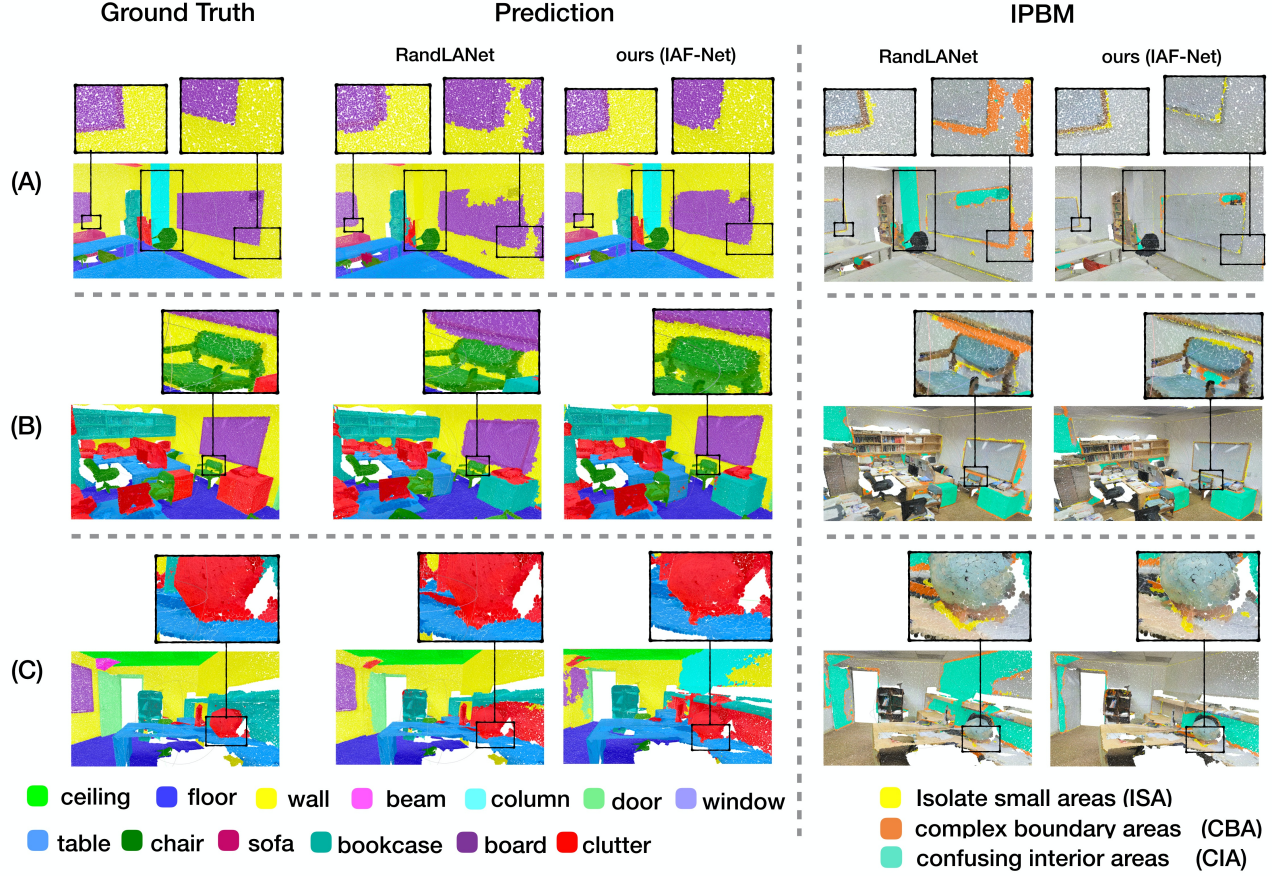 Ground Truth Prediction IPBM
RandLANet ours (IAF-Net) RandLANet ours (IAF-Net)
(A)
(B)
(C)
ceiling floor wall beam column door window
table chair sofa bookcase board clutter
Isolate small areas (ISA)
complex boundary areas (CBA)
confusing interior areas (CIA)